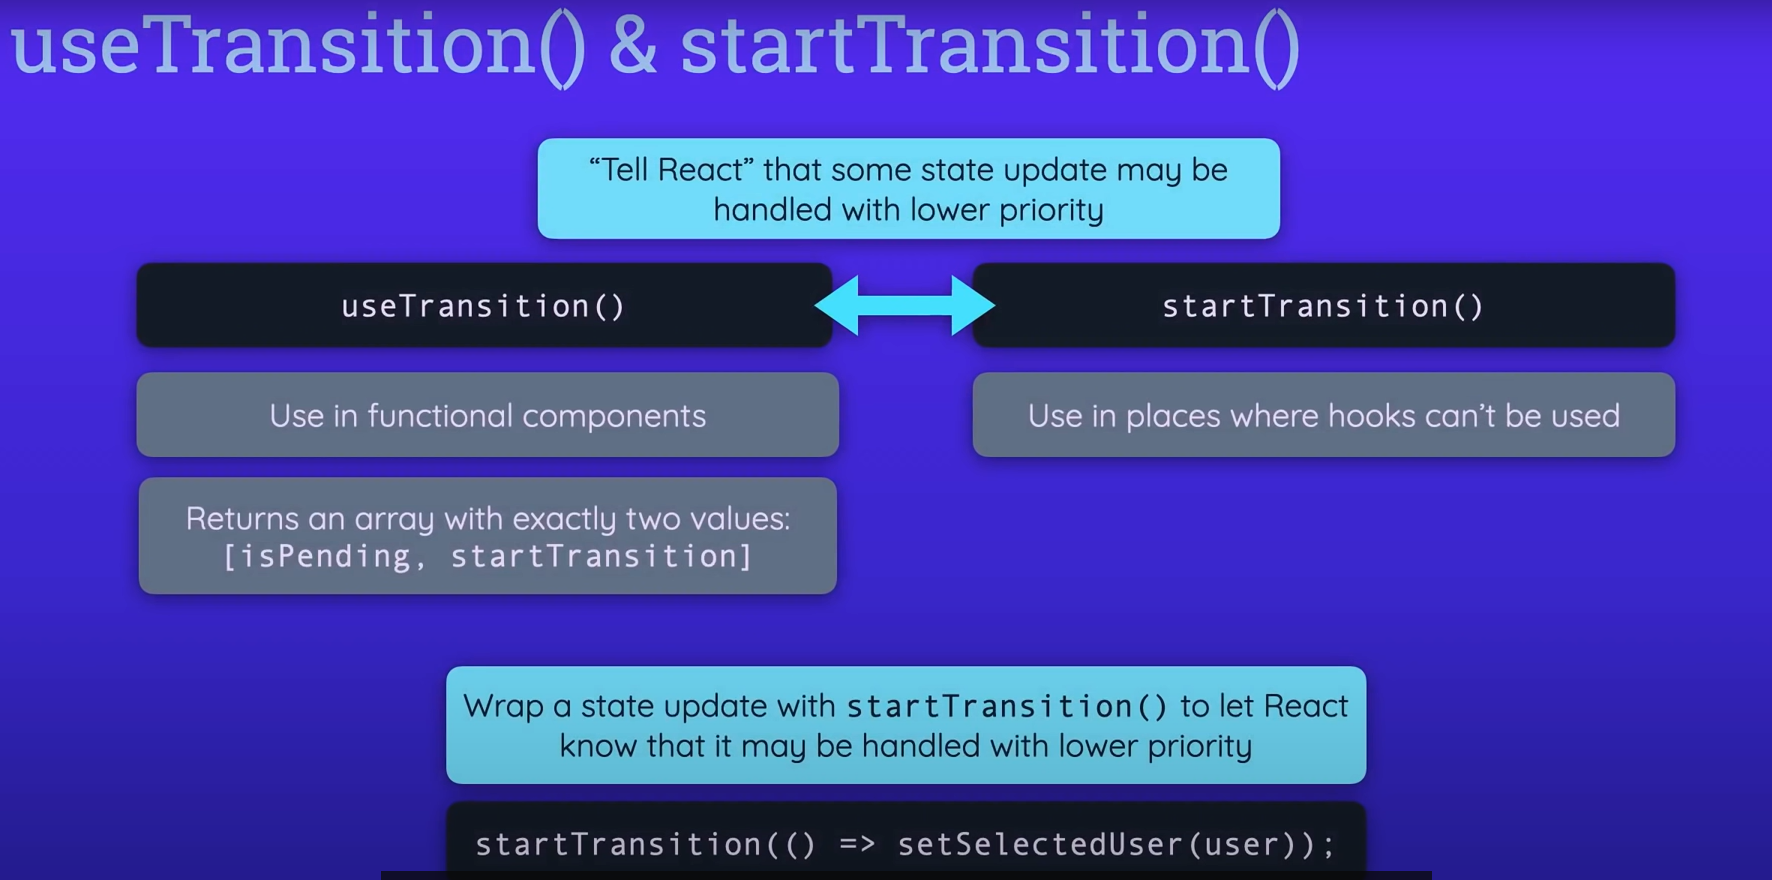 useTransition() & startTransition()
“Tell React” that some state update may be
handled with lower priority
useTransition()
startTransition()
Use in functional components
Use in places where hooks can’t be used
Returns an array with exactly two values:
[isPending, startTransition]
Wrap a state update with startTransition() to let React
know that it may be handled with lower priority
startTransition(() => setSelectedUser(user));